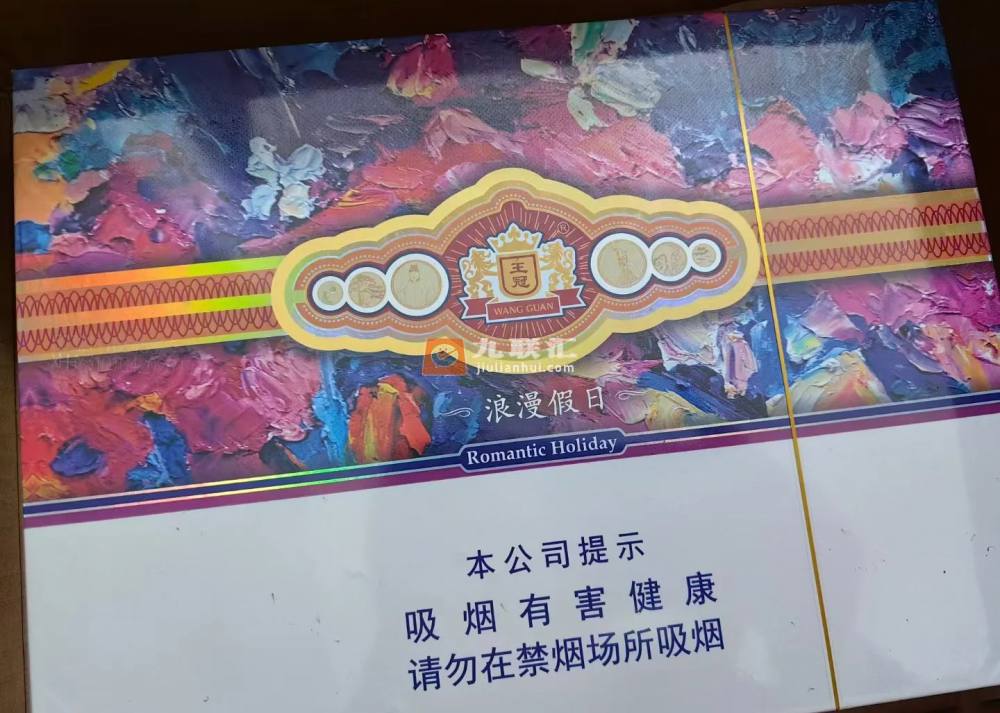 王冠
®
WANG GUAN
九联汇
jiulianhui.com
浪漫假日
Romantic Holiday
本公司提示
吸烟有害健康
请勿在禁烟场所吸烟